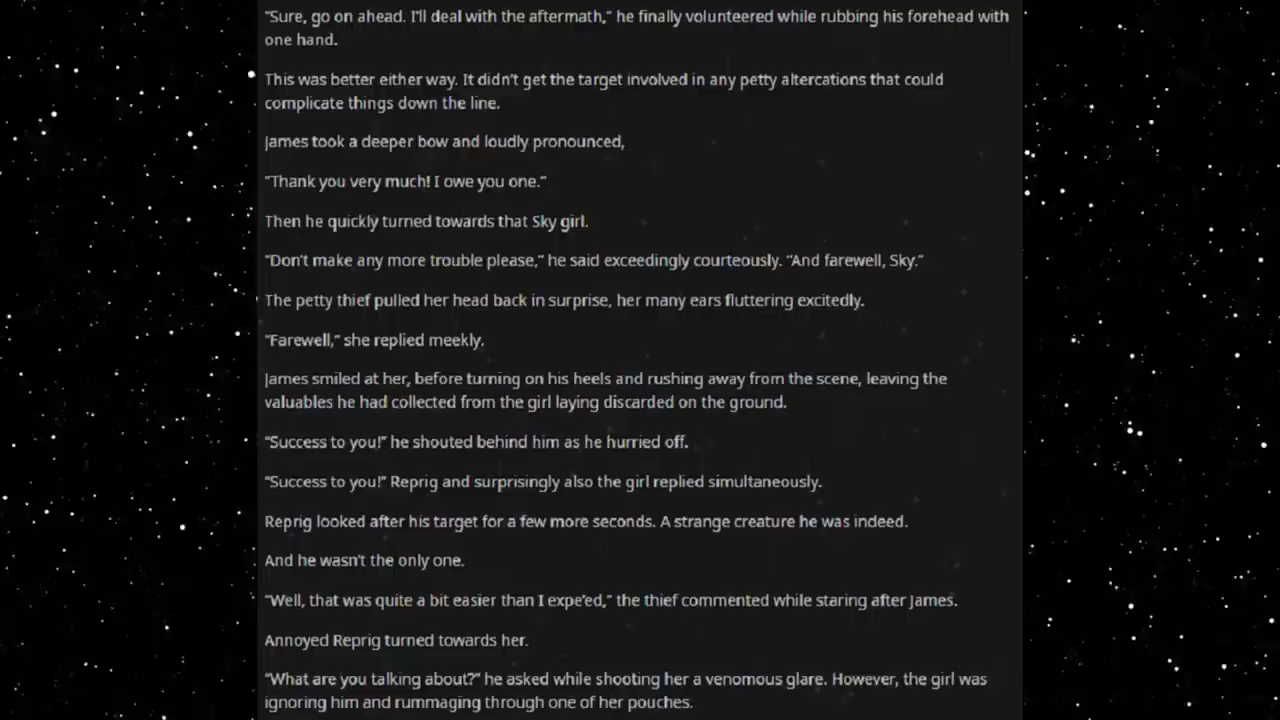 “Sure, go on ahead. I’ll deal with the aftermath,” he finally volunteered while rubbing his forehead with
one hand.
This was better either way. It didn’t get the target involved in any petty altercations that could
complicate things down the line.
James took a deeper bow and loudly pronounced,
“Thank you very much! I owe you one.”
Then he quickly turned towards that Sky girl.
“Don’t make any more trouble please,” he said exceedingly courteously. “And farewell, Sky.”
The petty thief pulled her head back in surprise, her many ears fluttering excitedly.
“Farewell,” she replied meekly.
James smiled at her, before turning on his heels and rushing away from the scene, leaving the
valuables he had collected from the girl laying discarded on the ground.
“Success to you!” he shouted behind him as he hurried off.
“Success to you!” Reprig and surprisingly also the girl replied simultaneously.
Reprig looked after his target for a few more seconds. A strange creature he was indeed.
And he wasn’t the only one.
“Well, that was quite a bit easier than I expe’ed,” the thief commented while staring after James.
Annoyed Reprig turned towards her.
“What are you talking about?” he asked while shooting her a venomous glare. However, the girl was
ignoring him and rummaging through one of her pouches.